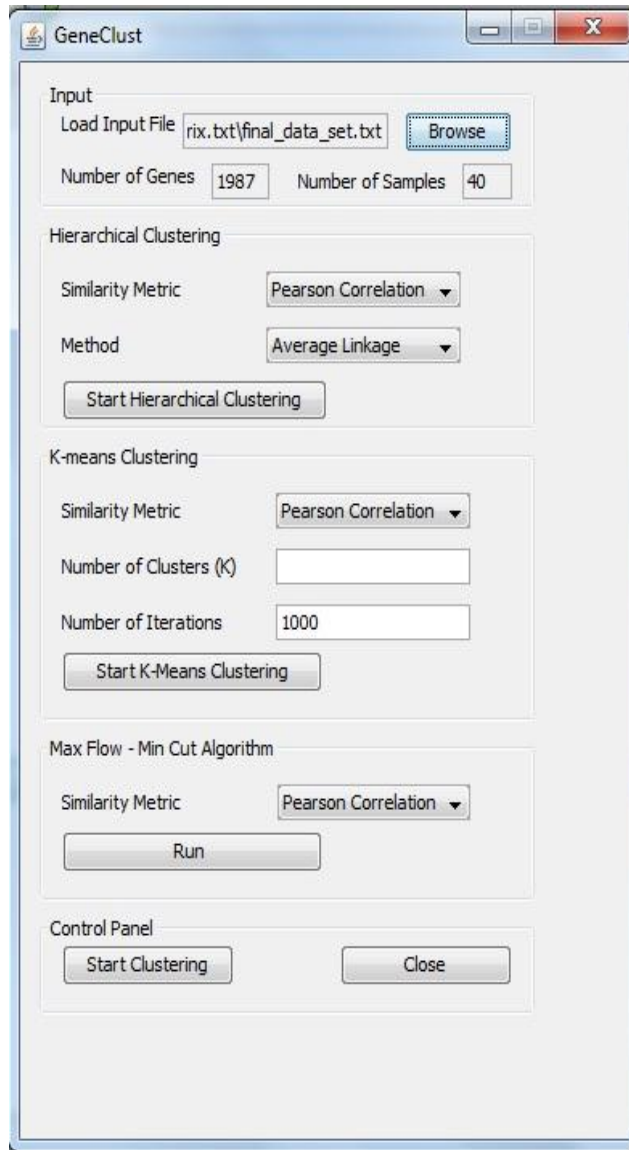 GeneClust
Input
Load Input File rix.txt\final_data_set.txt Browse
Number of Genes 1987 Number of Samples 40
Hierarchical Clustering
Similarity Metric Pearson Correlation
Method Average Linkage
Start Hierarchical Clustering
K-means Clustering
Similarity Metric Pearson Correlation
Number of Clusters (K)
Number of Iterations 1000
Start K-Means Clustering
Max Flow - Min Cut Algorithm
Similarity Metric Pearson Correlation
Run
Control Panel
Start Clustering Close